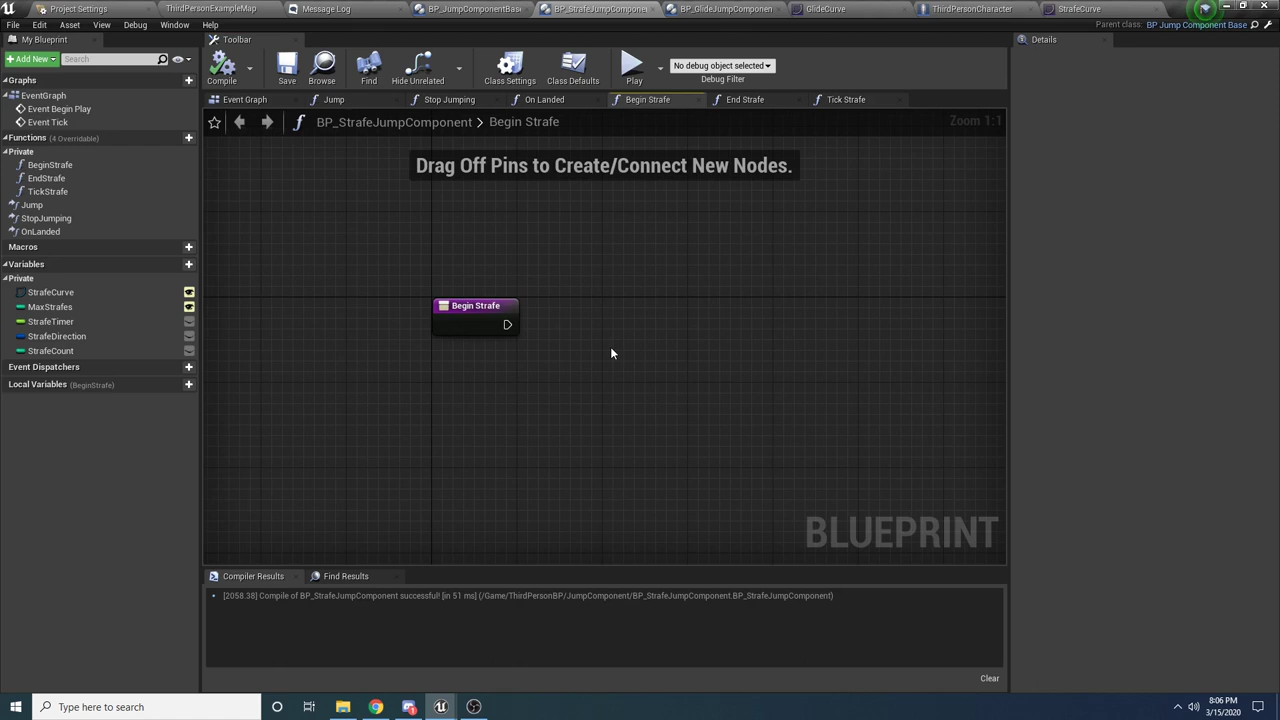 Project Settings
ThirdPersonExampleMap
Message Log
BP_JumpComponentBase
BP_StrafeJumpComponen
BP_GlideJumpComponen
GlideCurve
ThirdPersonCharacter
StrafeCurve
File
Edit
Asset
View
Debug
Window
Help
Parent class: BP Jump Component Base
My Blueprint
Toolbar
Details
Add New
Search
Compile
Save
Browse
Find
Hide Unrelated
Class Settings
Class Defaults
Play
No debug object selected
Debug Filter
Graphs
EventGraph
Event Begin Play
Event Tick
Functions (4 Overridable)
Private
BeginStrafe
EndStrafe
TickStrafe
Jump
StopJumping
OnLanded
Macros
Variables
Private
StrafeCurve
MaxStrafes
StrafeTimer
StrafeDirection
StrafeCount
Event Dispatchers
Local Variables (BeginStrafe)
Event Graph
Jump
Stop Jumping
On Landed
Begin Strafe
End Strafe
Tick Strafe
BP_StrafeJumpComponent > Begin Strafe
Zoom 1:1
Drag Off Pins to Create/Connect New Nodes.
Begin Strafe
BLUEPRINT
Compiler Results
Find Results
[2058.38] Compile of BP_StrafeJumpComponent successful! [in 51 ms] (/Game/ThirdPersonBP/JumpComponent/BP_StrafeJumpComponent.BP_StrafeJumpComponent)
Clear
Type here to search
8:06 PM
3/15/2020